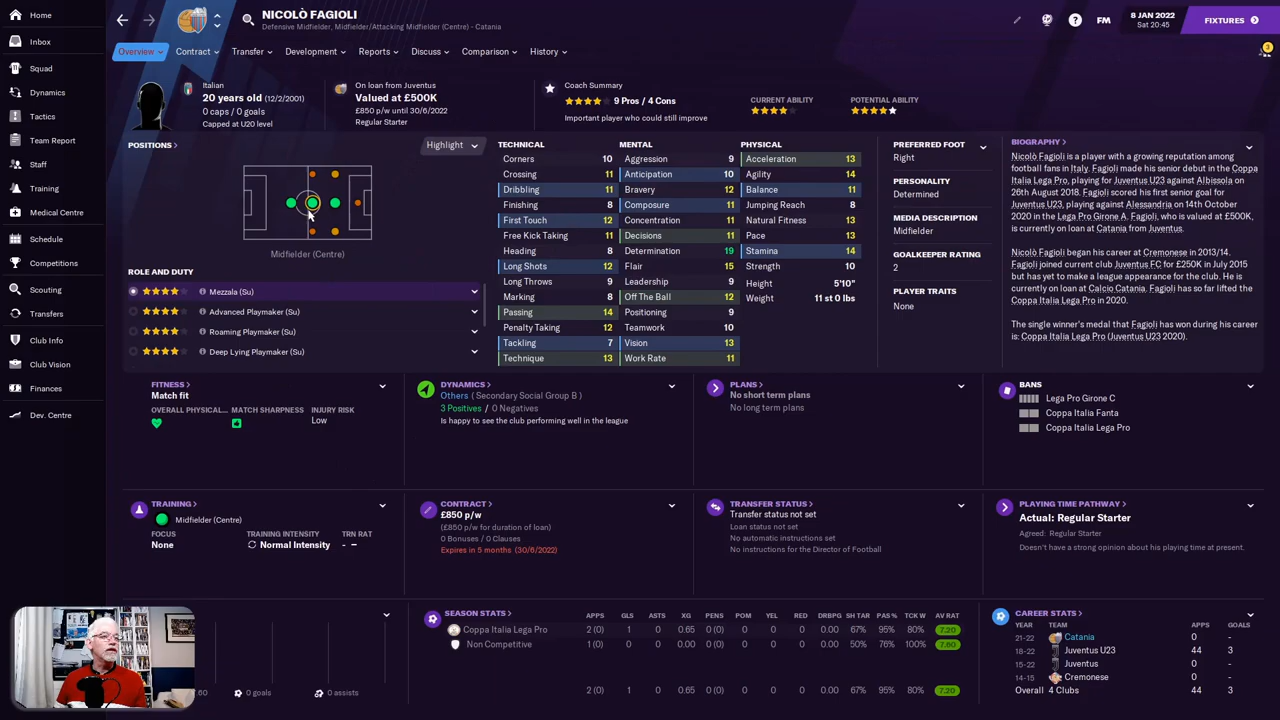 Home
NICOLÒ FAGIOLI
Defensive Midfielder, Midfielder/Attacking Midfielder (Centre) - Catania
FM
8 JAN 2022
Sat 20:45
FIXTURES
Inbox
Squad
Dynamics
Tactics
Team Report
Staff
Training
Medical Centre
Schedule
Competitions
Scouting
Transfers
Club Info
Club Vision
Finances
Dev. Centre
Overview
Contract
Transfer
Development
Reports
Discuss
Comparison
History
2
Italian
20 years old (12/2/2001)
0 caps / 0 goals
Capped at U20 level
On loan from Juventus
Valued at £500K
£850 p/w until 30/6/2022
Regular Starter
Coach Summary
9 Pros / 4 Cons
Important player who could still improve
CURRENT ABILITY
POTENTIAL ABILITY
POSITIONS
Highlight
Midfielder (Centre)
ROLE AND DUTY
Mezzala (Su)
Advanced Playmaker (Su)
Roaming Playmaker (Su)
Deep Lying Playmaker (Su)
TECHNICAL
Corners 10
Crossing 11
Dribbling 11
Finishing 8
First Touch 12
Free Kick Taking 11
Heading 8
Long Shots 12
Long Throws 9
Marking 8
Passing 14
Penalty Taking 12
Tackling 7
Technique 13
MENTAL
Aggression 9
Anticipation 10
Bravery 12
Composure 11
Concentration 11
Decisions 11
Determination 19
Flair 15
Leadership 9
Off The Ball 12
Positioning 9
Teamwork 10
Vision 13
Work Rate 11
PHYSICAL
Acceleration 13
Agility 14
Balance 11
Jumping Reach 8
Natural Fitness 13
Pace 13
Stamina 14
Strength 10
Height 5'10"
Weight 11 st 0 lbs
PREFERRED FOOT
Right
PERSONALITY
Determined
MEDIA DESCRIPTION
Midfielder
GOALKEEPER RATING
2
PLAYER TRAITS
None
BIOGRAPHY
Nicolò Fagioli is a player with a growing reputation among
football fans in Italy. Fagioli made his senior debut in the Coppa
Italia Lega Pro, playing for Juventus U23 against Albissola on
26th August 2018. Fagioli scored his first senior goal for
Juventus U23, playing against Alessandria on 14th October
2020 in the Lega Pro Girone A. Fagioli, who is valued at £500K,
is currently on loan at Catania from Juventus.
Nicolò Fagioli began his career at Cremonese in 2013/14.
Fagioli joined current club Juventus FC for £250K in July 2015
but has yet to make a league appearance for the club. He is
currently on loan at Calcio Catania. Fagioli has so far lifted the
Coppa Italia Lega Pro in 2020.
The single winner's medal that Fagioli has won during his career
is: Coppa Italia Lega Pro (Juventus U23 2020).
FITNESS
Match fit
OVERALL PHYSICAL...
MATCH SHARPNESS
INJURY RISK
Low
DYNAMICS
Others ( Secondary Social Group B )
3 Positives / 0 Negatives
Is happy to see the club performing well in the league
PLANS
No short term plans
No long term plans
BANS
Lega Pro Girone C
Coppa Italia Fanta
Coppa Italia Lega Pro
TRAINING
Midfielder (Centre)
FOCUS
None
TRAINING INTENSITY
Normal Intensity
TRN RAT
- -
CONTRACT
£850 p/w
(£850 p/w for duration of loan)
0 Bonuses / 0 Clauses
Expires in 5 months (30/6/2022)
TRANSFER STATUS
Transfer status not set
Loan status not set
No automatic instructions set
No instructions for the Director of Football
PLAYING TIME PATHWAY
Actual: Regular Starter
Agreed: Regular Starter
Doesn't have a strong opinion about his playing time at present.
0 goals
0 assists
SEASON STATS
APPS GLS ASTS XG PENS POM YEL RED DRBPG SH TAR PAS % TCK W AV RAT
Coppa Italia Lega Pro 2 (0) 1 0 0.65 0 (0) 0 0 0 0.00 67% 95% 80% 7.20
Non Competitive 1 (0) 0 0 0.00 0 (0) 0 0 0 0.00 50% 76% 100% 7.60
2 (0) 1 0 0.65 0 (0) 0 0 0 0.00 67% 95% 80% 7.20
CAREER STATS
YEAR TEAM APPS GOALS
21-22 Catania 0 -
18-22 Juventus U23 44 3
15-22 Juventus 0 -
14-15 Cremonese 0 -
Overall 4 Clubs 44 3